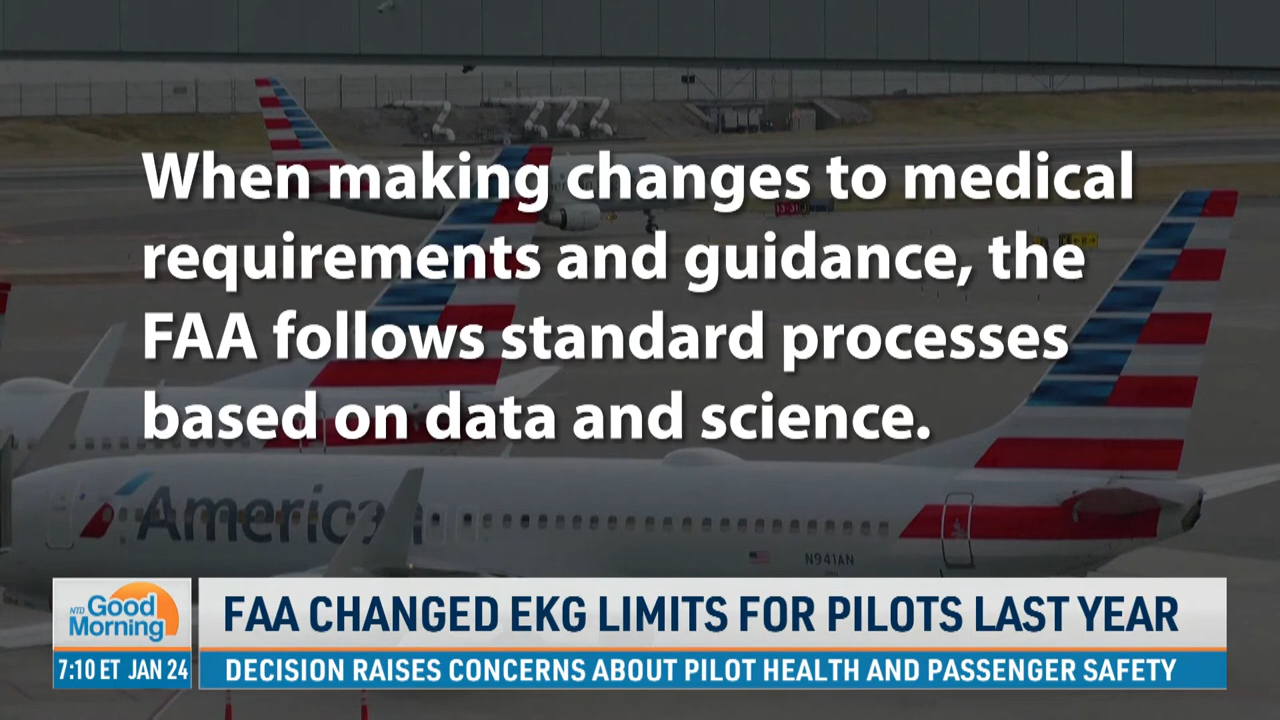 When making changes to medical
requirements and guidance, the
FAA follows standard processes
based on data and science.
American
N941AN
NTD
Good
Morning
FAA CHANGED EKG LIMITS FOR PILOTS LAST YEAR
7:10 ET JAN 24
DECISION RAISES CONCERNS ABOUT PILOT HEALTH AND PASSENGER SAFETY